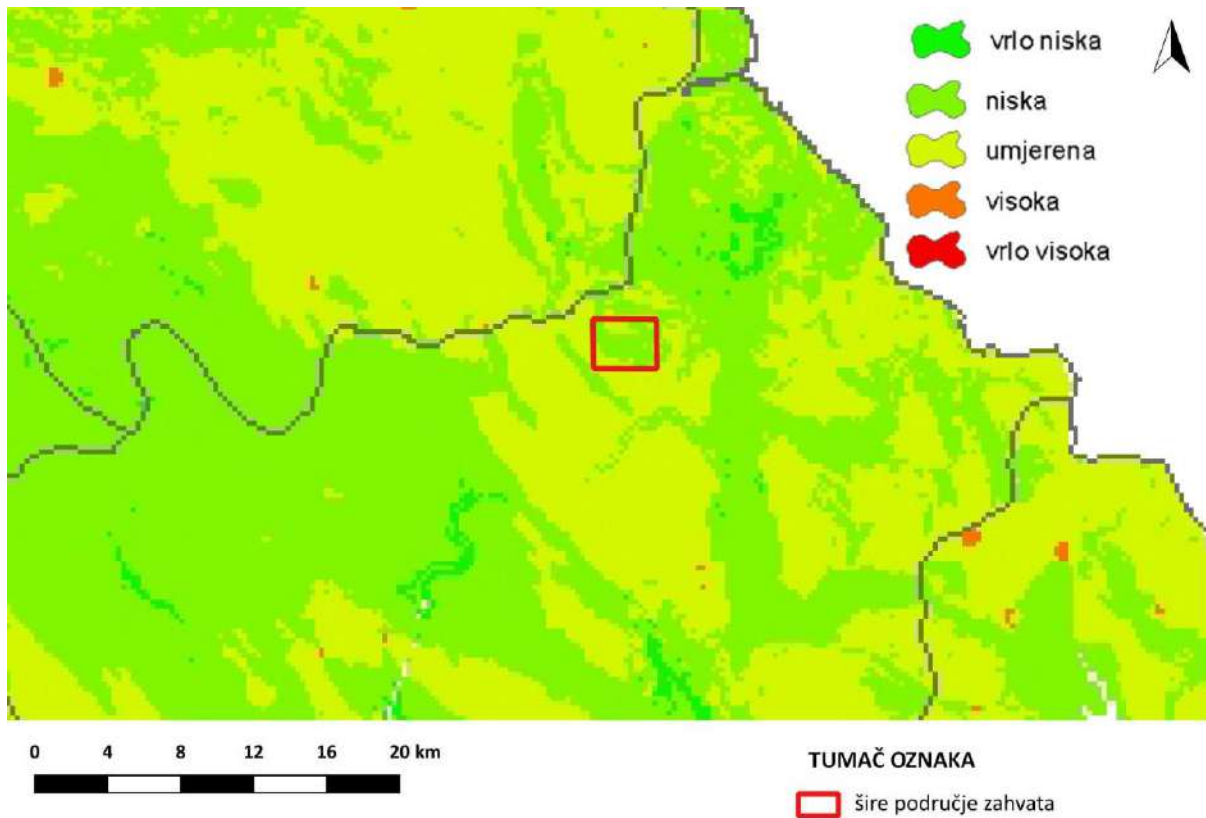 vrlo niska
niska
umjerena
visoka
vrlo visoka
0 4 8 12 16 20 km
TUMAČ OZNAKA
šire područje zahvata